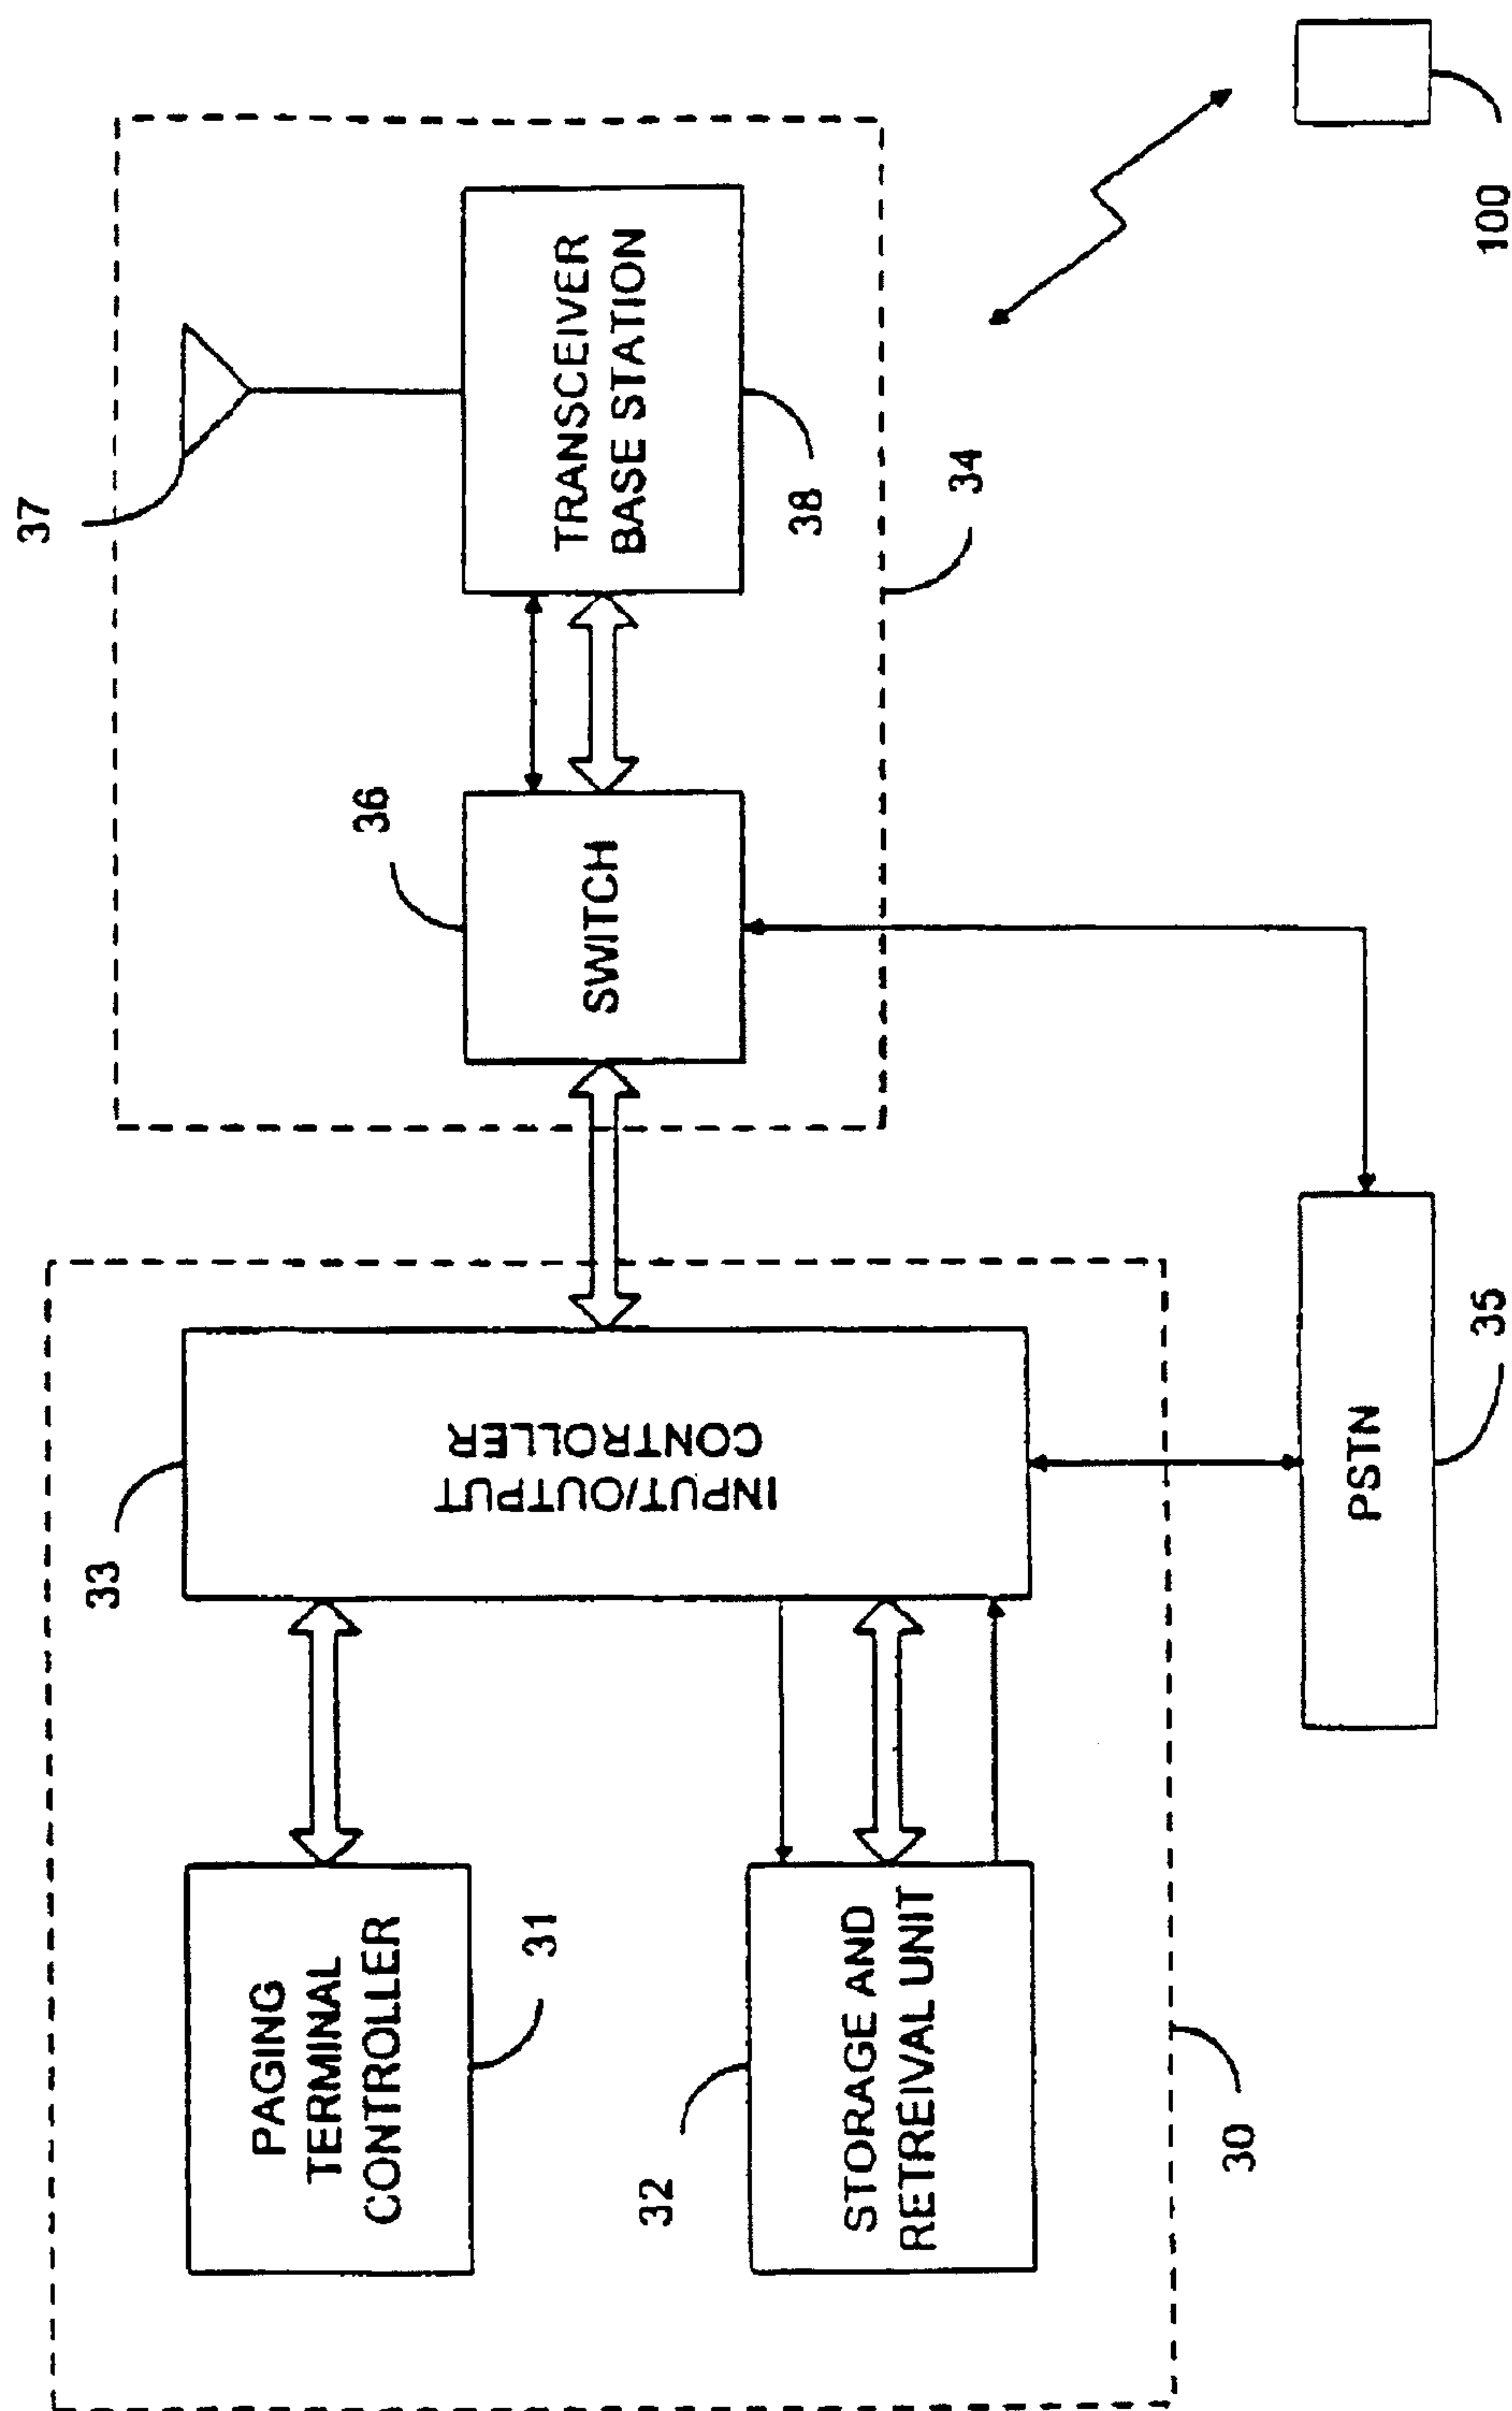 37
TRANSCEIVER
BASE STATION
38
36
SWITCH
34
100
33
INPUT/OUTPUT
CONTROLLER
PAGING
TERMINAL
CONTROLLER
31
32
STORAGE AND
RETREIVAL UNIT
30
PSTN
35